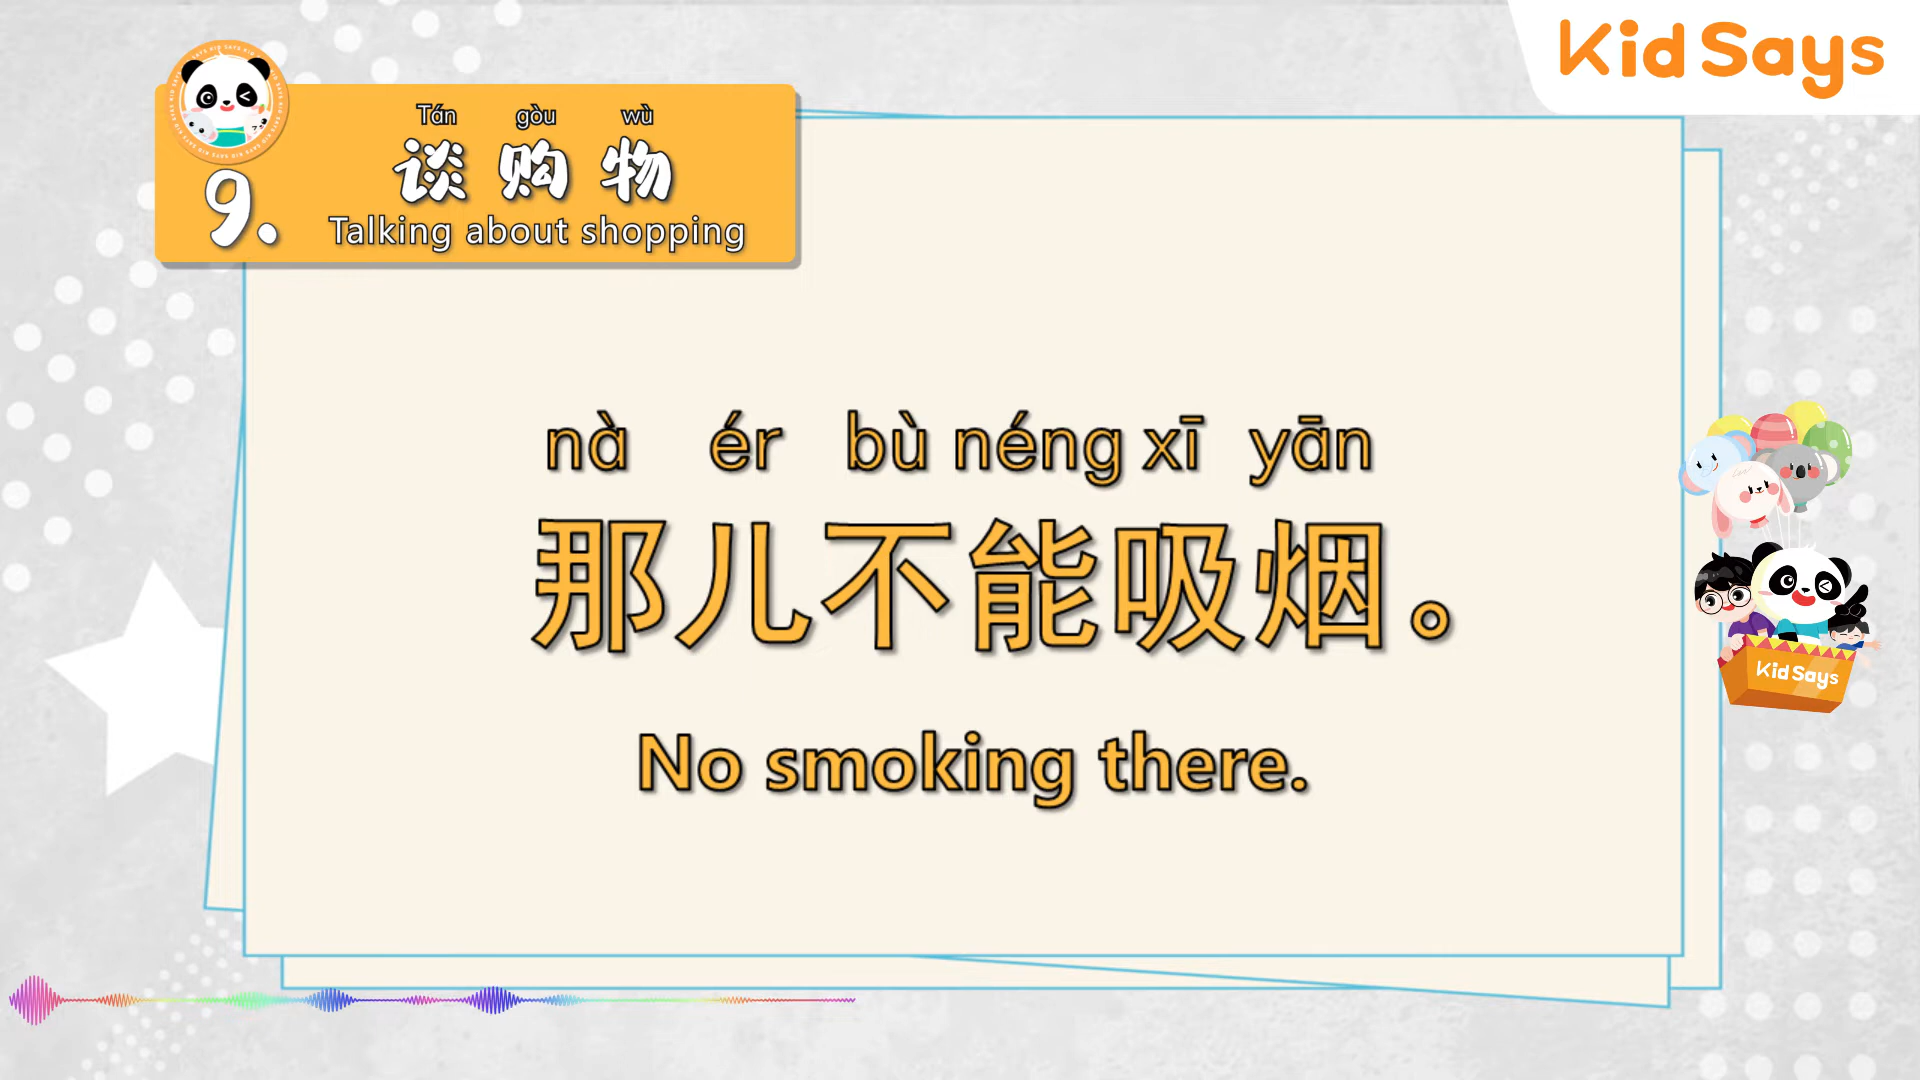 Kid Says
Tán gòu wù
谈购物
9.
Talking about shopping
nà ér bù néng xī yān
那儿不能吸烟。
No smoking there.
Kid Says